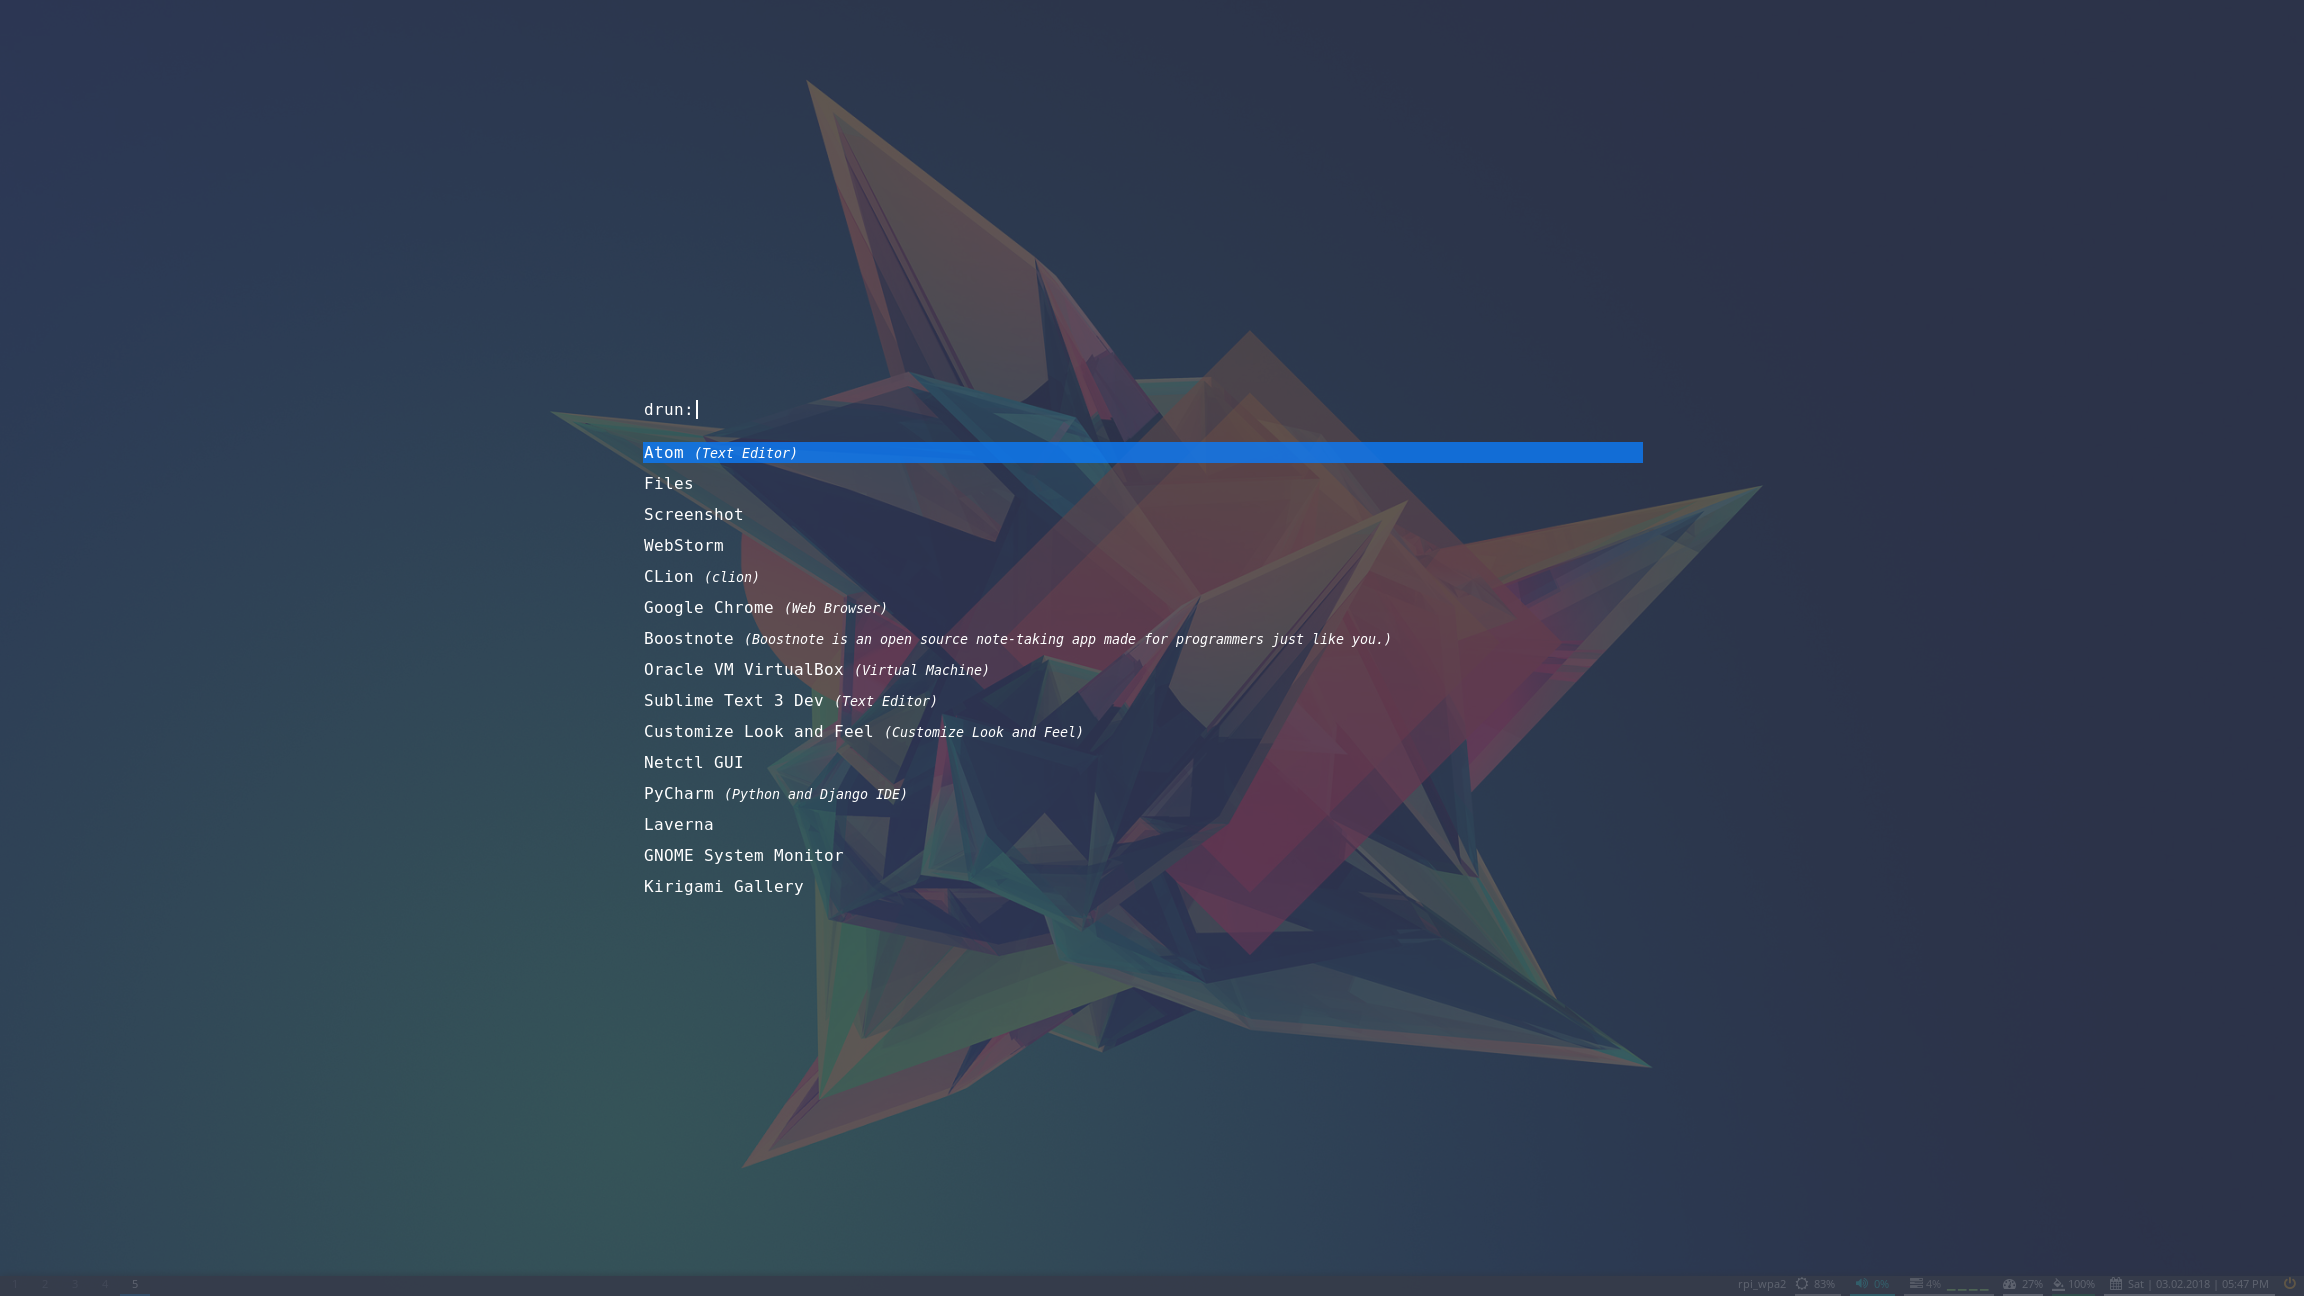 drun:
Atom (Text Editor)
Files
Screenshot
WebStorm
CLion (clion)
Google Chrome (Web Browser)
Boostnote (Boostnote is an open source note-taking app made for programmers just like you.)
Oracle VM VirtualBox (Virtual Machine)
Sublime Text 3 Dev (Text Editor)
Customize Look and Feel (Customize Look and Feel)
Netctl GUI
PyCharm (Python and Django IDE)
Laverna
GNOME System Monitor
Kirigami Gallery
1 2 3 4 5 rpi_wpa2 83% 0% 4% 27% 100% Sat | 03.02.2018 | 05:47 PM